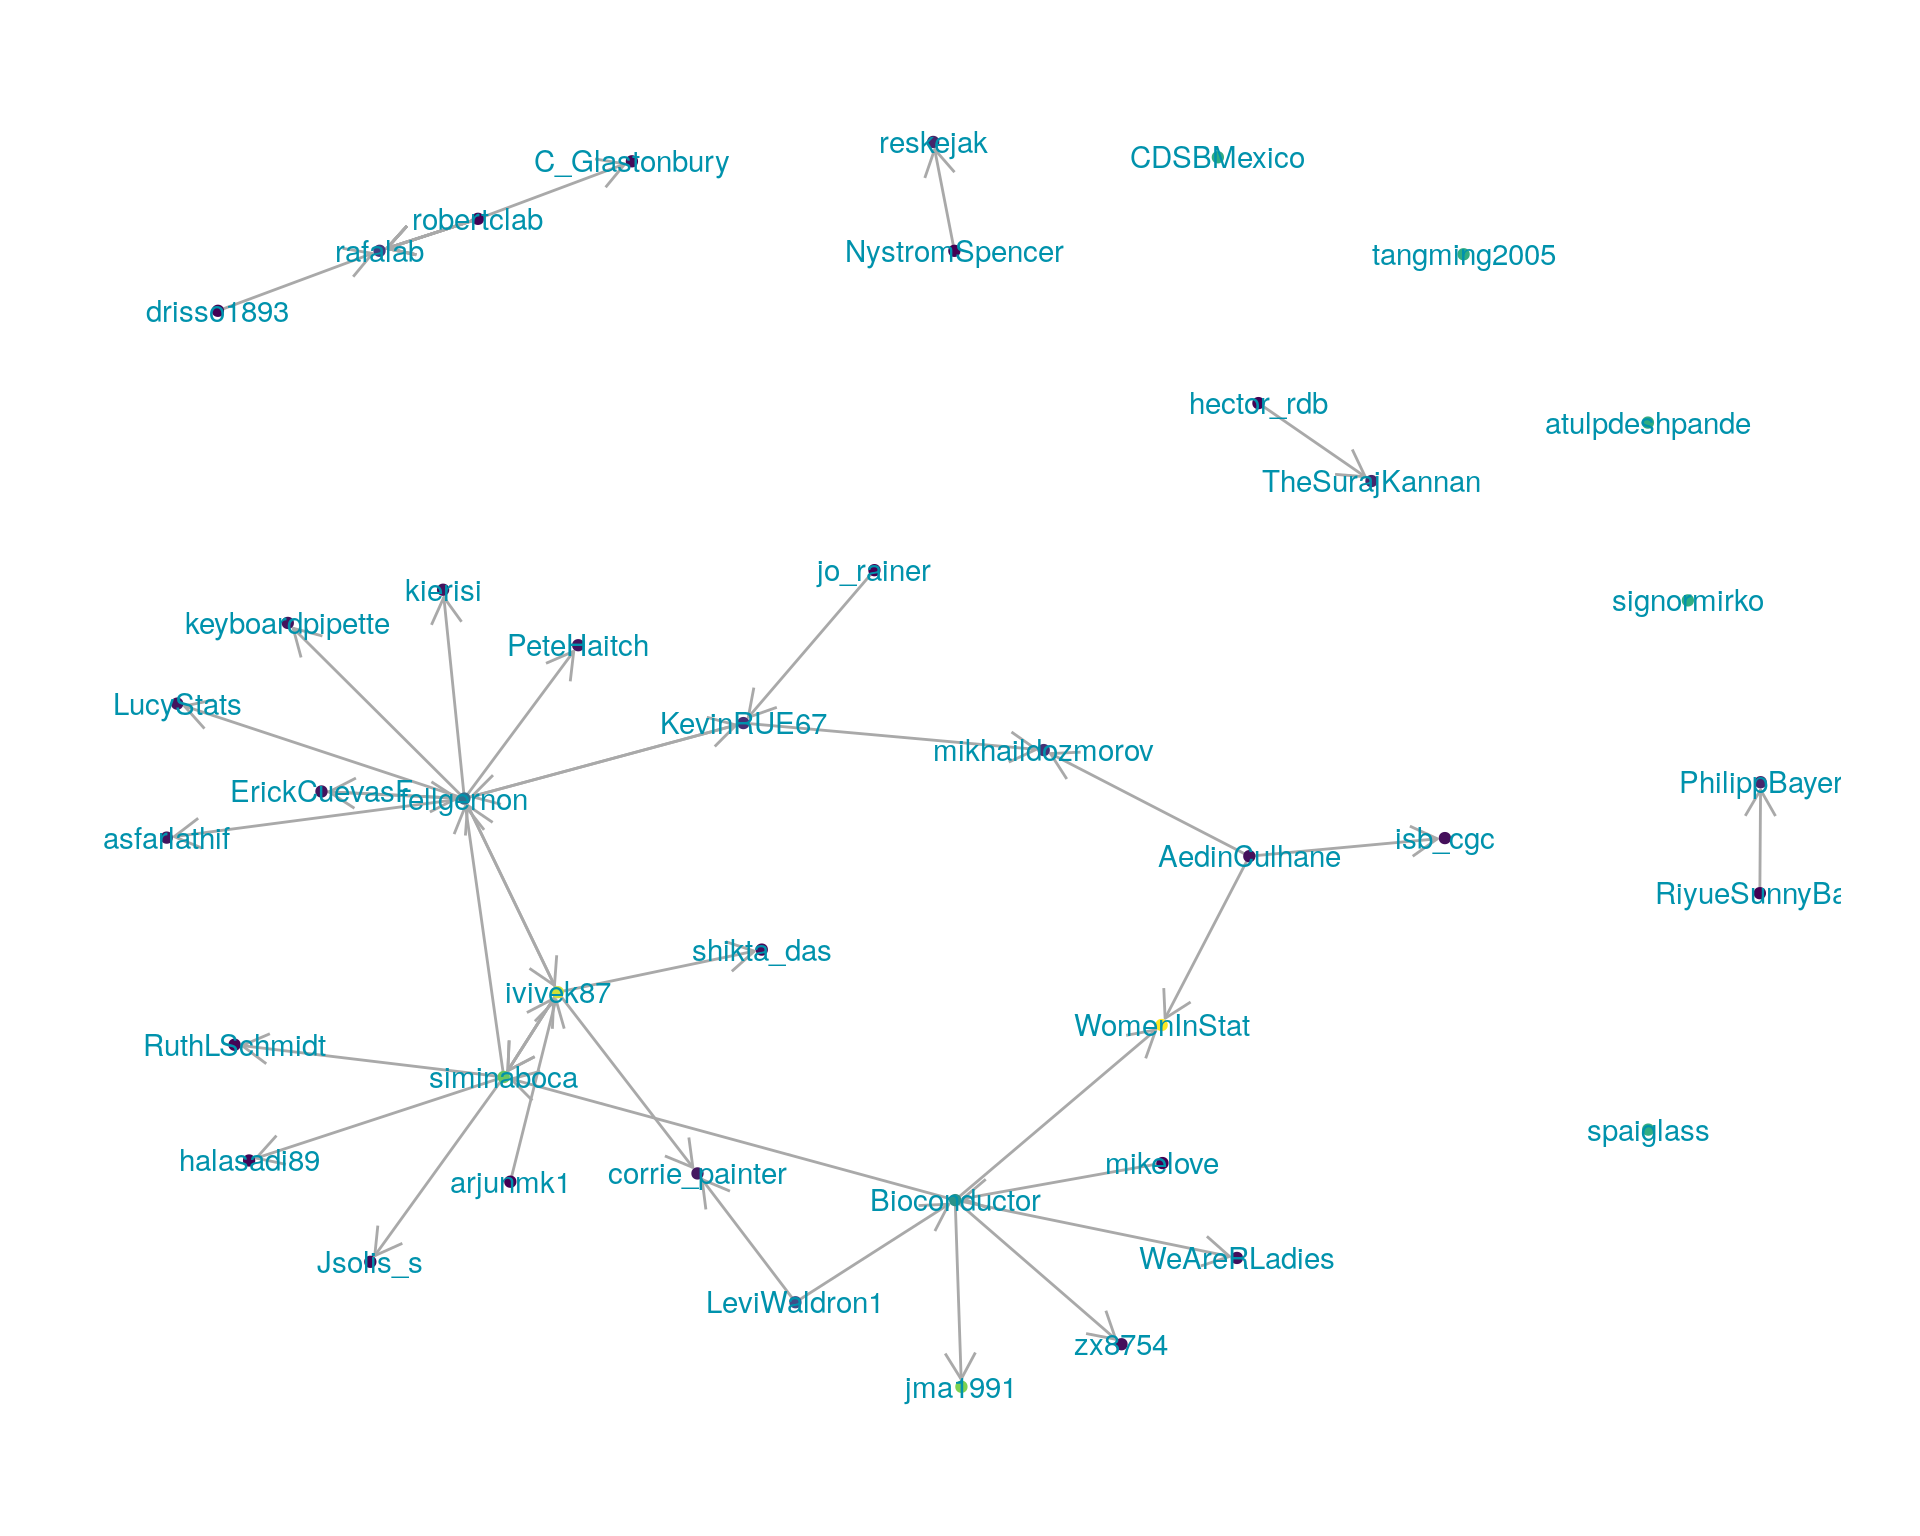 reskejak
CDSBMexico
C_Glastonbury
robertclab
rafalab
NystromSpencer
tangming2005
drisso1893
hector_rdb
atulpdeshpande
TheSurajKannan
jo_rainer
kierisi
signormirko
keyboardpipette
PeteHaitch
LucyStats
KevinRUE67
mikhaildozmorov
PhilippBayer
ErickCuevasF
fellgernon
asfarlathif
isb_cgc
AedinCulhane
RiyueSunnyBa
shikta_das
ivivek87
WomenInStat
RuthLSchmidt
siminaboca
spaiglass
halasadi89
mikelove
corrie_painter
arjunmk1
Bioconductor
Jsolis_s
WeAreRLadies
LeviWaldron1
zx8754
jma1991